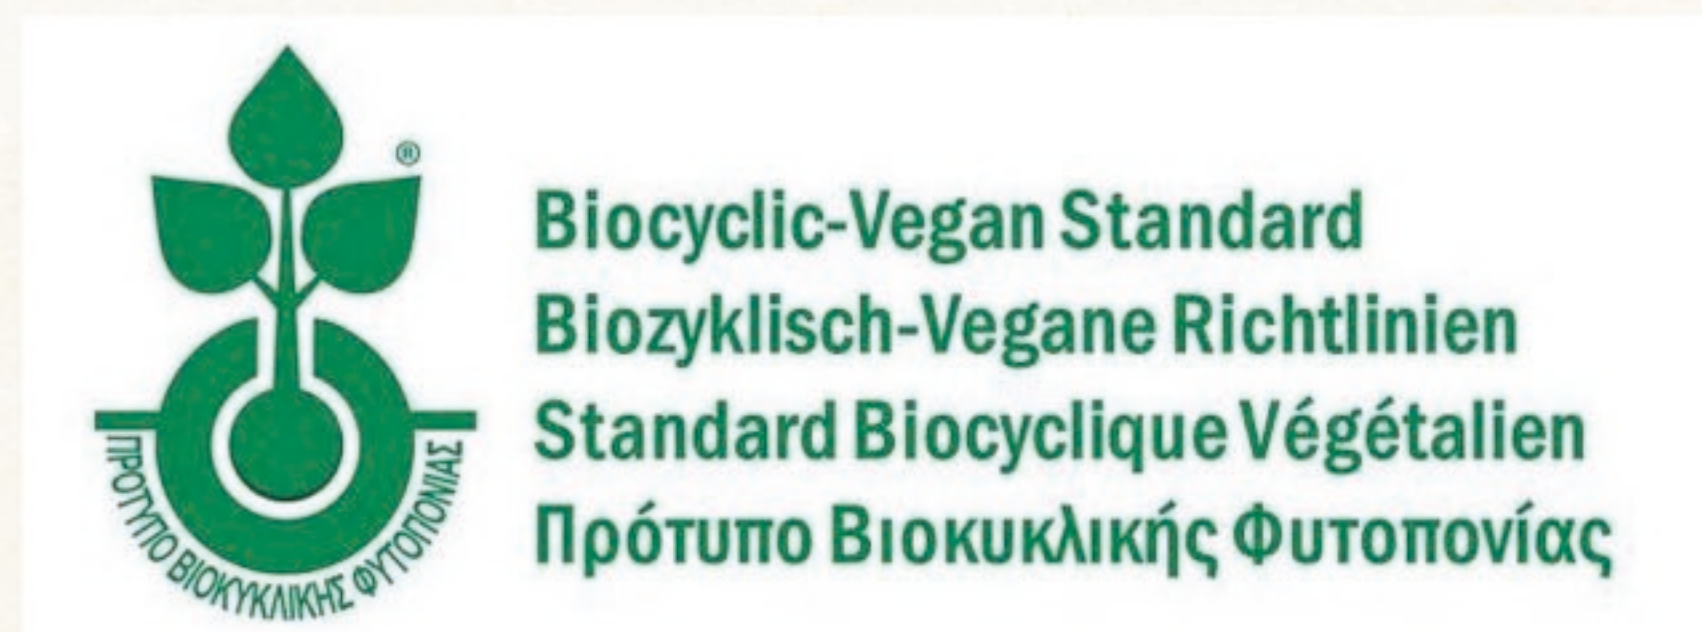 ®
Biocyclic-Vegan Standard
Biozyklisch-Vegane Richtlinien
Standard Biocyclique Végétalien
Πρότυπο Βιοκυκλικής Φυτοπονίας
ΠΡΟΤΥΠΟ ΒΙΟΚΥΚΛΙΚΗΣ ΦΥΤΟΠΟΝΙΑΣ